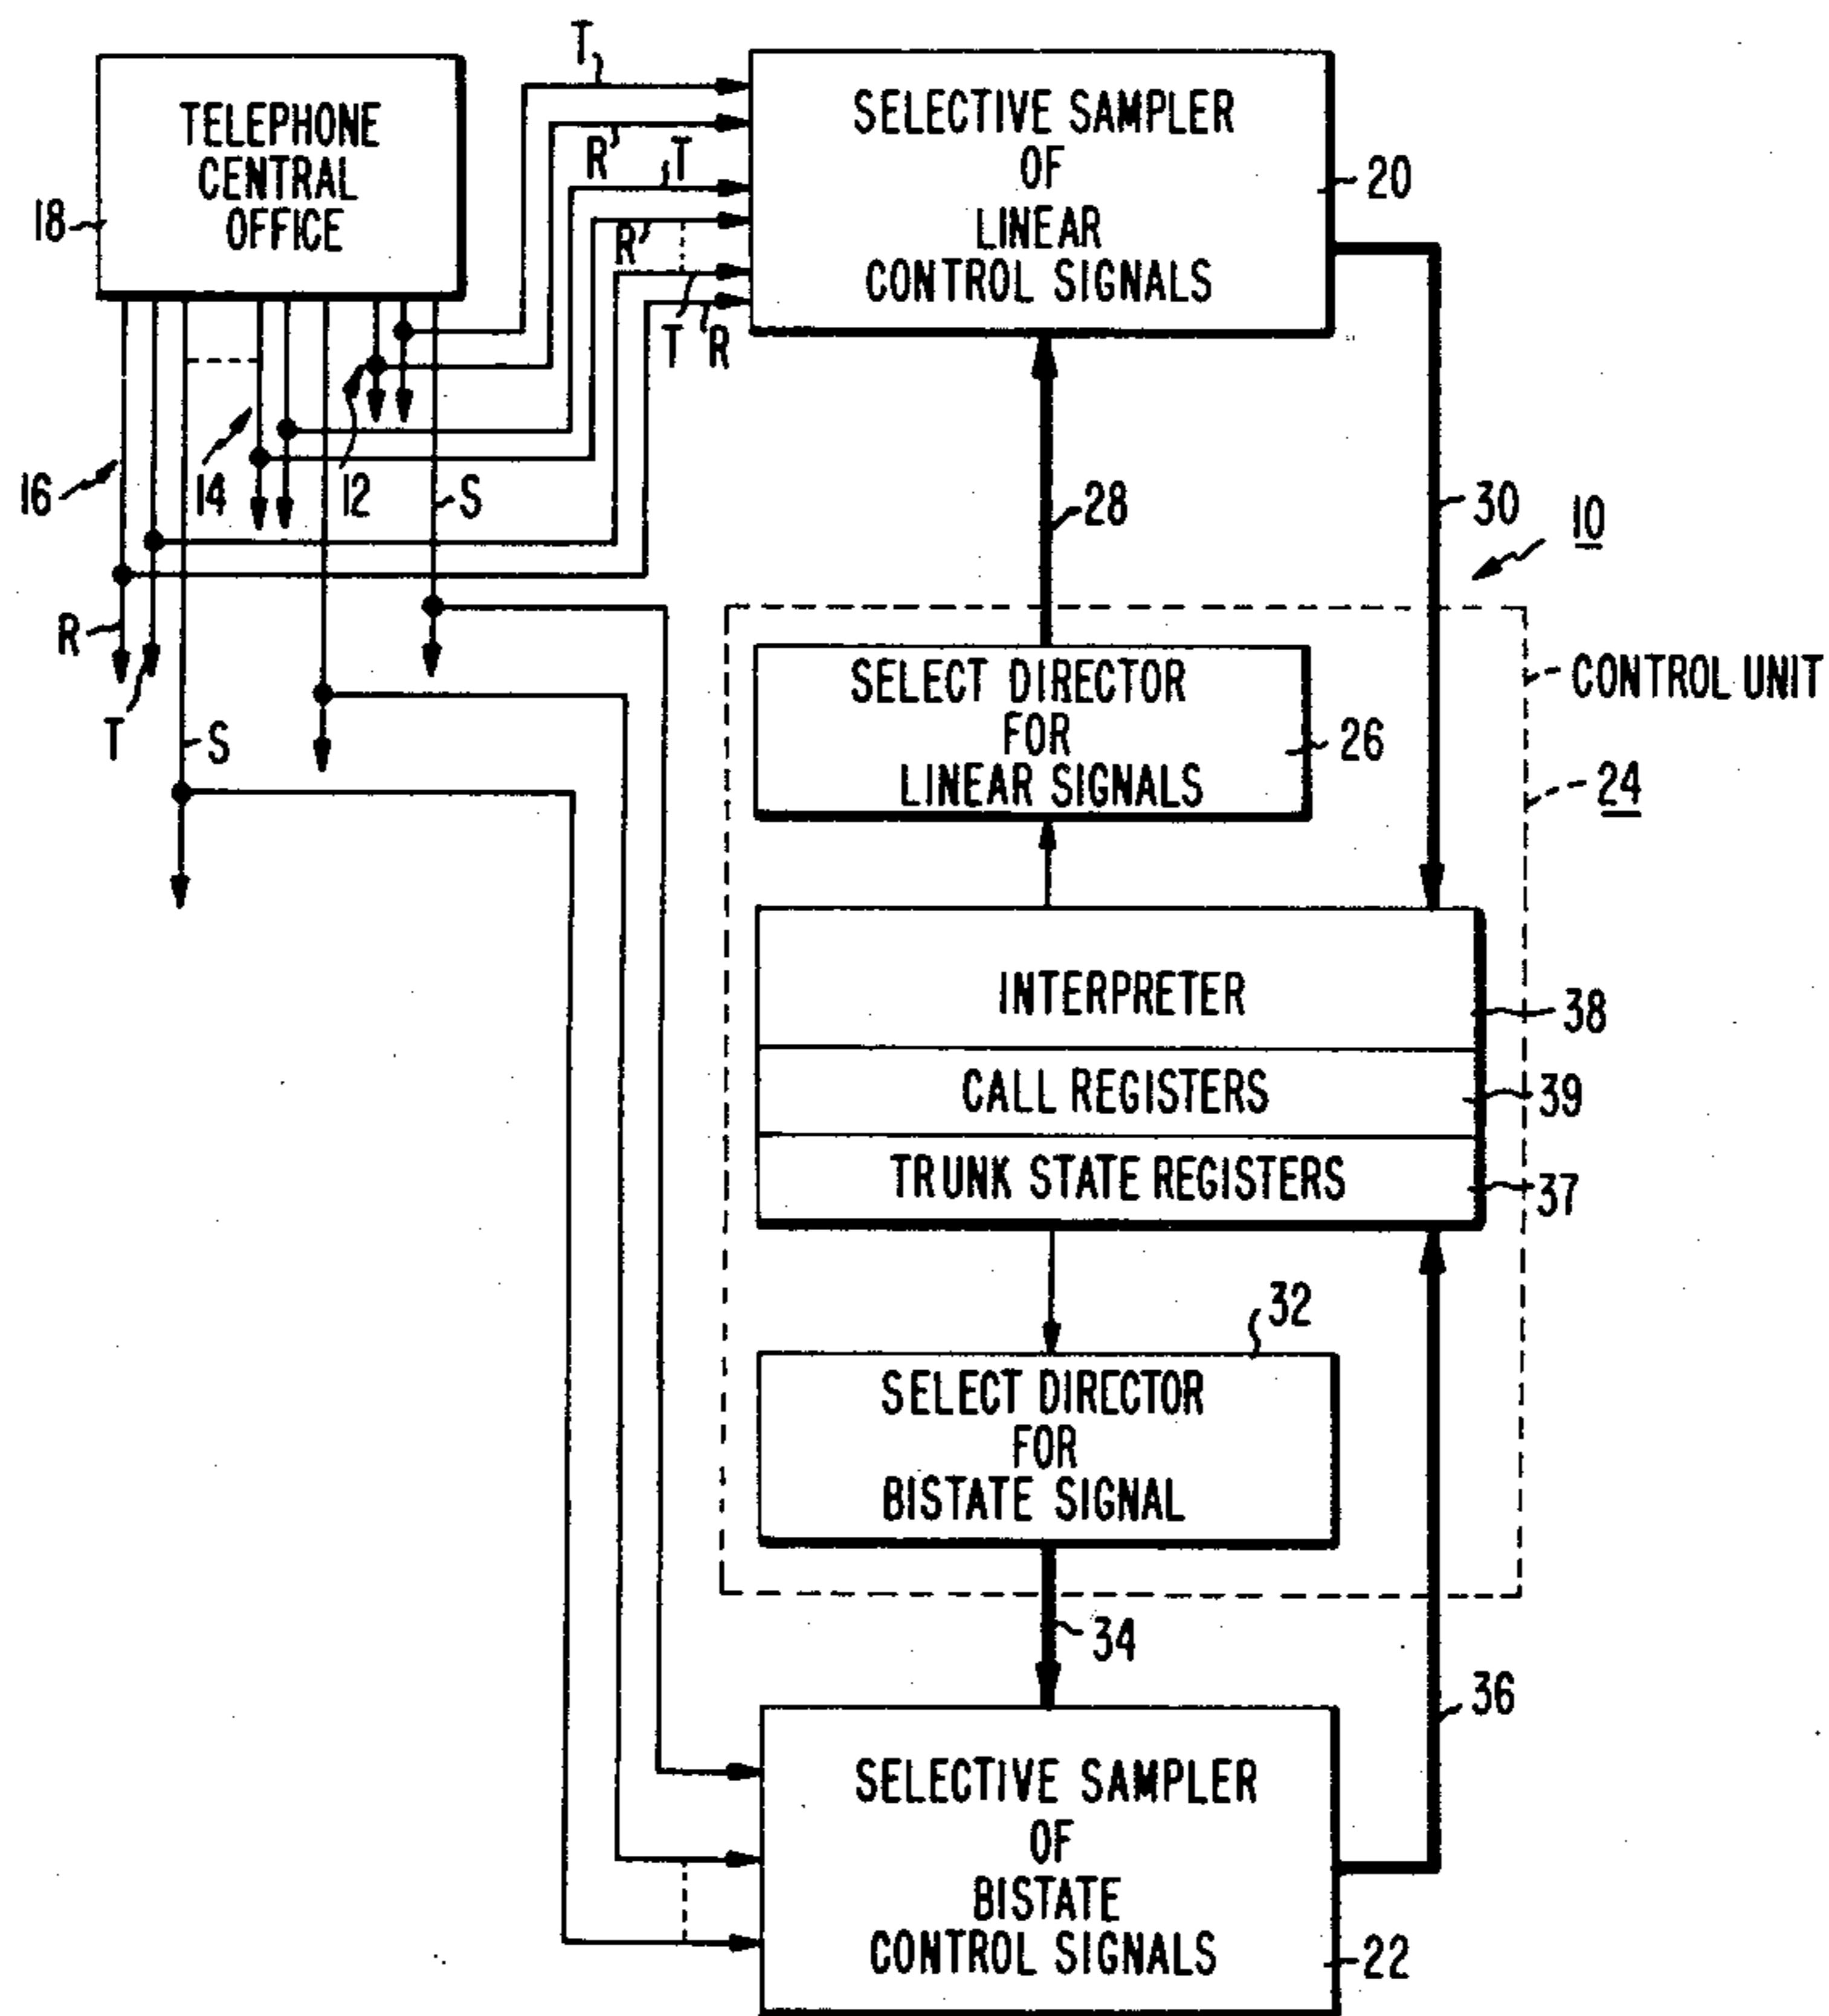 T
TELEPHONE
CENTRAL
OFFICE
18
SELECTIVE SAMPLER
OF
LINEAR
CONTROL SIGNALS
20
R
T
R
T
R
16
14
12
S
28
30
10
R
T
S
CONTROL UNIT
SELECT DIRECTOR
FOR
LINEAR SIGNALS
26
24
INTERPRETER
38
CALL REGISTERS
39
TRUNK STATE REGISTERS
37
32
SELECT DIRECTOR
FOR
BISTATE SIGNAL
34
36
SELECTIVE SAMPLER
OF
BISTATE
CONTROL SIGNALS
22